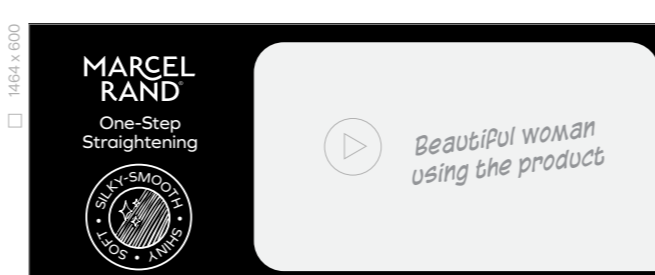 1464 x 600
MARCEL
RAND®
One-Step
Straightening
SILKY-SMOOTH • SHINY • SOFT •
Beautiful woman
using the product